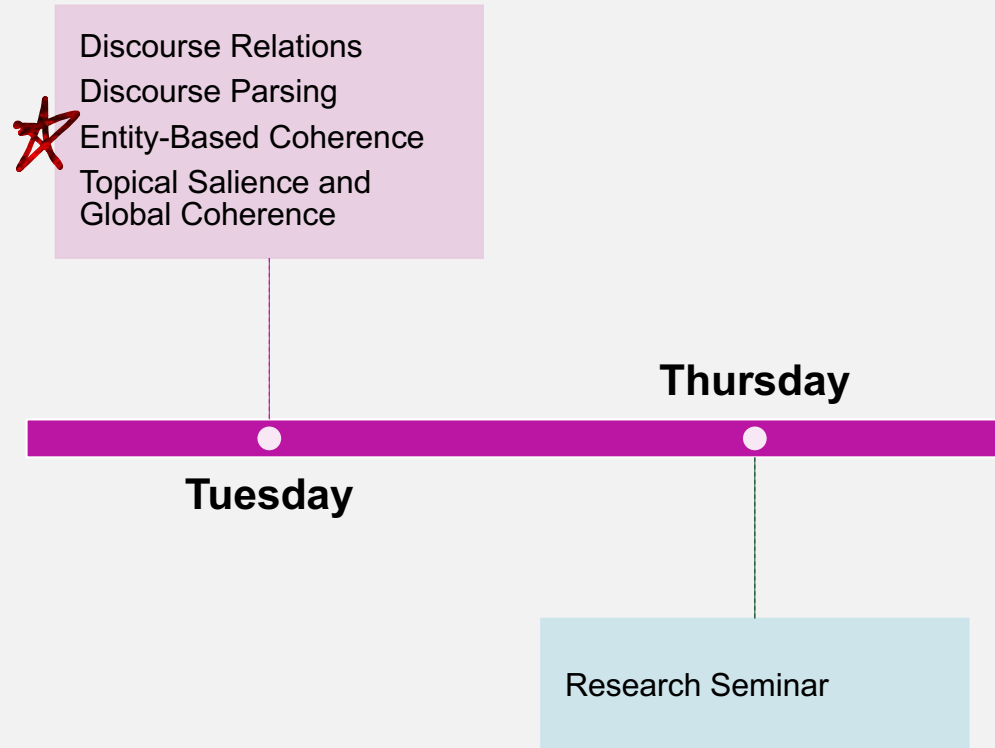 Discourse Relations
Discourse Parsing
Entity-Based Coherence
Topical Salience and
Global Coherence
Thursday
Tuesday
Research Seminar